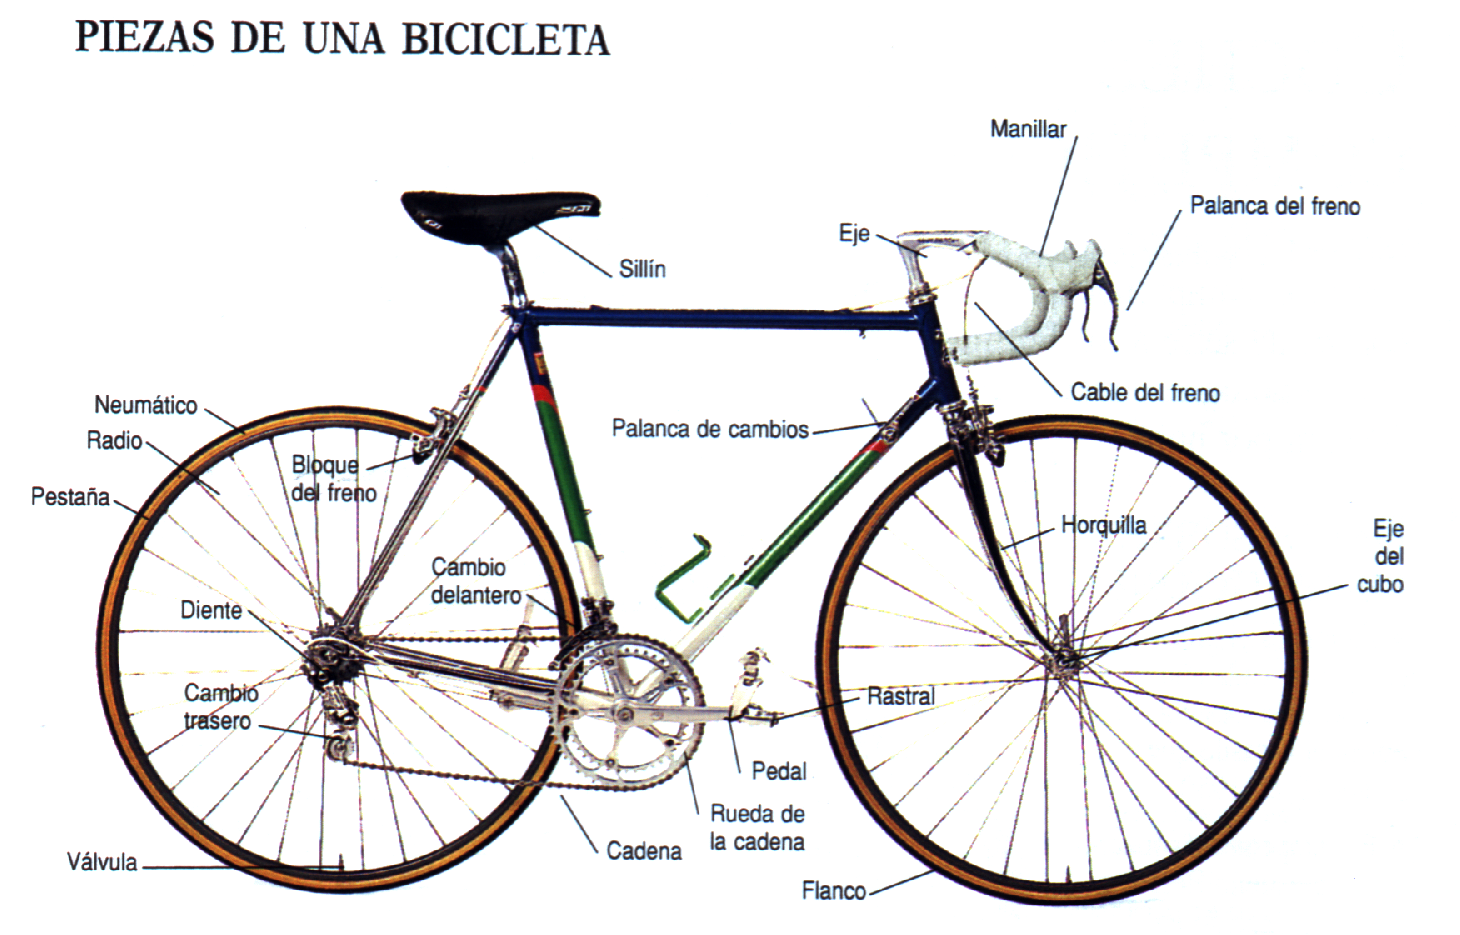 PIEZAS DE UNA BICICLETA
Manillar
Palanca del freno
Eje
Sillín
Cable del freno
Neumático
Palanca de cambios
Radio
Bloque
del freno
Pestaña
Horquilla
Eje
del
cubo
Cambio
delantero
Diente
Cambio
trasero
Rastral
Pedal
Rueda de
la cadena
Cadena
Válvula
Flanco